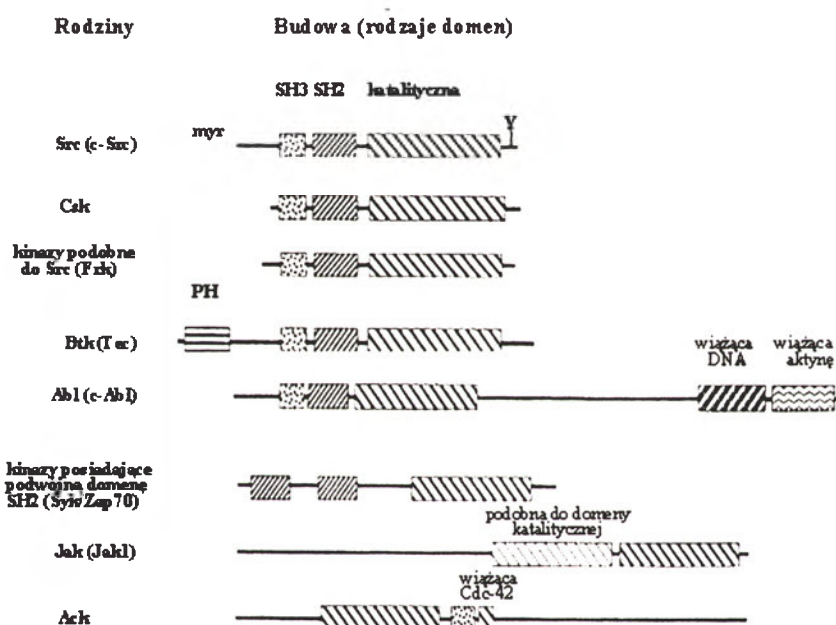 Rodziny Budowa (rodzaje domen)
SH3 SH2 katalityczna
myr Y
Src (c-Src)
Csk
kinazy podobne
do Src (Frk)
PH
Btk (Tec)
wiążąca wiążąca
DNA aktynę
Abl (c-Abl)
kinazy posiadające
podwójna domenę
SH2 (Syk/Zap70)
podobna do domeny
katalitycznej
Jak (Jak1)
wiążąca
Cdc-42
Ack